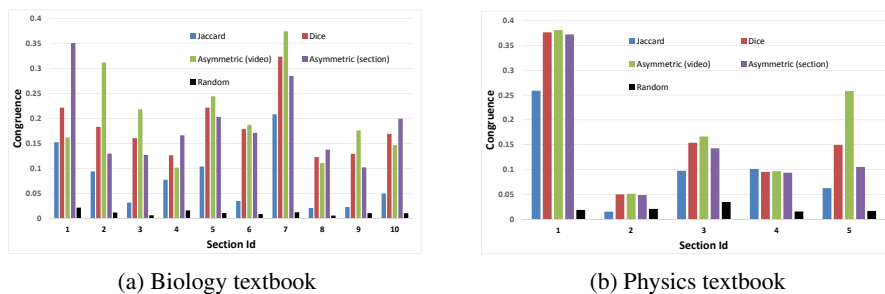 0.4
0.35
0.3
0.25
0.2
0.15
0.1
0.05
0
Congruence
Jaccard
Dice
Asymmetric (video)
Asymmetric (section)
Random
1 2 3 4 5 6 7 8 9 10
Section Id
(a) Biology textbook
0.4
0.35
0.3
0.25
0.2
0.15
0.1
0.05
0
Congruence
Jaccard
Dice
Asymmetric (video)
Asymmetric (section)
Random
1 2 3 4 5
Section Id
(b) Physics textbook